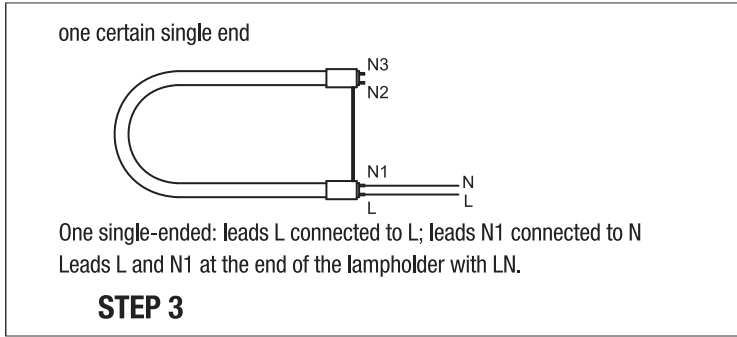 one certain single end
N3
N2
N1
N
L
L
One single-ended: leads L connected to L; leads N1 connected to N
Leads L and N1 at the end of the lampholder with LN.
STEP 3